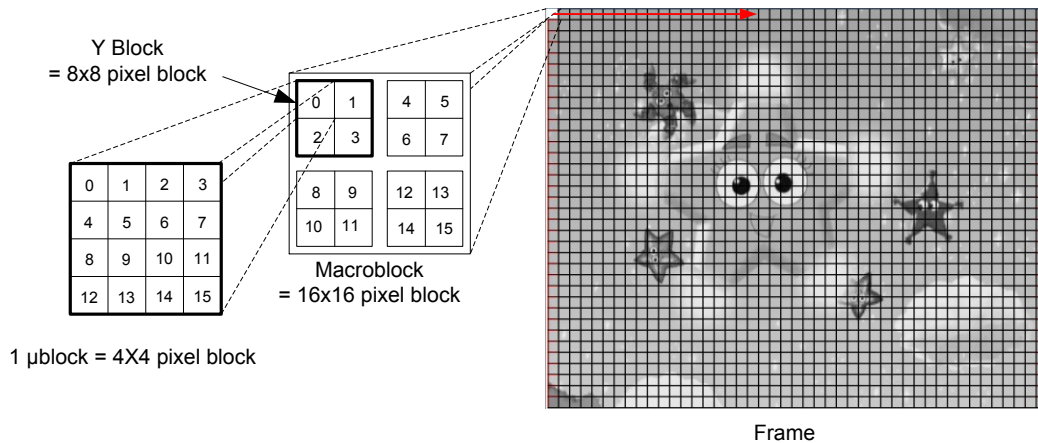 Y Block
= 8x8 pixel block
0 1 4 5
2 3 6 7
8 9 12 13
10 11 14 15
Macroblock
= 16x16 pixel block
0 1 2 3
4 5 6 7
8 9 10 11
12 13 14 15
1 µblock = 4X4 pixel block
Frame